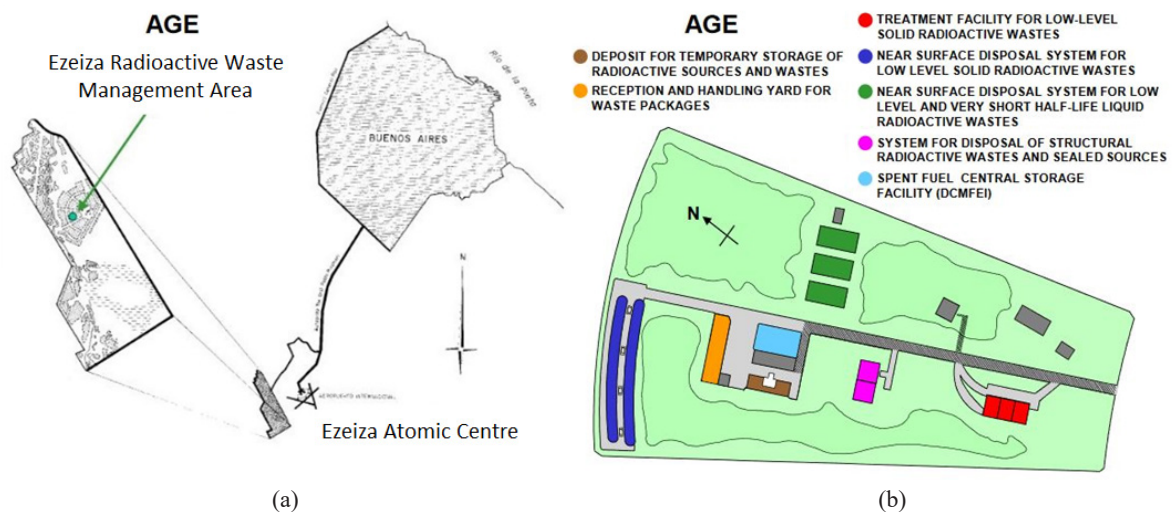 AGE
Ezeiza Radioactive Waste
Management Area
Río de la Plata
BUENOS AIRES
N
AEROPUERTO INTERNACIONAL
Ezeiza Atomic Centre
(a)
AGE
DEPOSIT FOR TEMPORARY STORAGE OF
RADIOACTIVE SOURCES AND WASTES
RECEPTION AND HANDLING YARD FOR
WASTE PACKAGES
TREATMENT FACILITY FOR LOW-LEVEL
SOLID RADIOACTIVE WASTES
NEAR SURFACE DISPOSAL SYSTEM FOR
LOW LEVEL SOLID RADIOACTIVE WASTES
NEAR SURFACE DISPOSAL SYSTEM FOR LOW
LEVEL AND VERY SHORT HALF-LIFE LIQUID
RADIOACTIVE WASTES
SYSTEM FOR DISPOSAL OF STRUCTURAL
RADIOACTIVE WASTES AND SEALED SOURCES
SPENT FUEL CENTRAL STORAGE
FACILITY (DCMFEI)
N
(b)